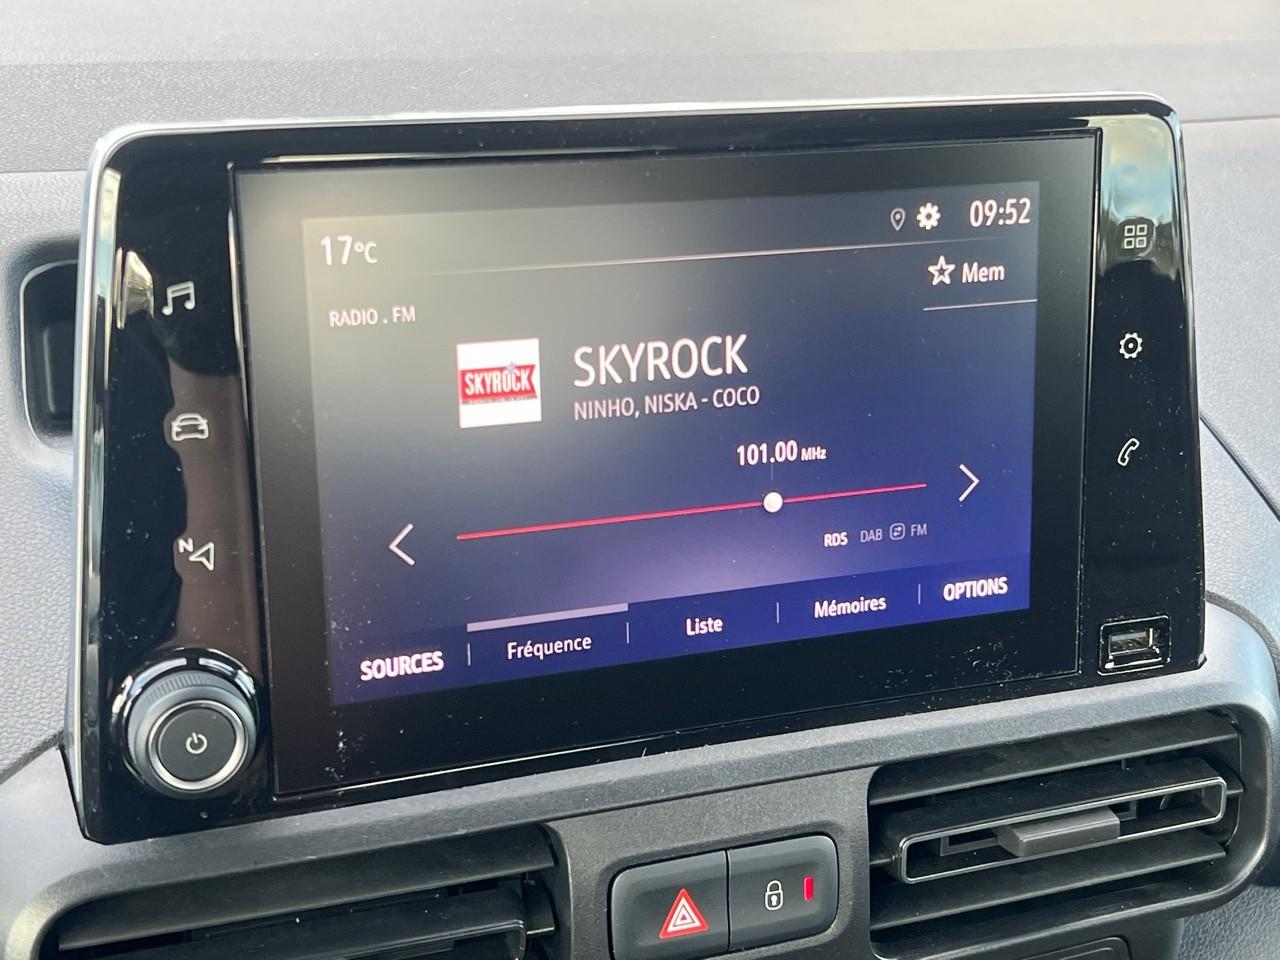 17°C
09:52
Mem
RADIO . FM
SKYROCK
SKYROCK
NINHO, NISKA - COCO
101.00 MHz
RDS DAB FM
SOURCES
Fréquence
Liste
Mémoires
OPTIONS
N